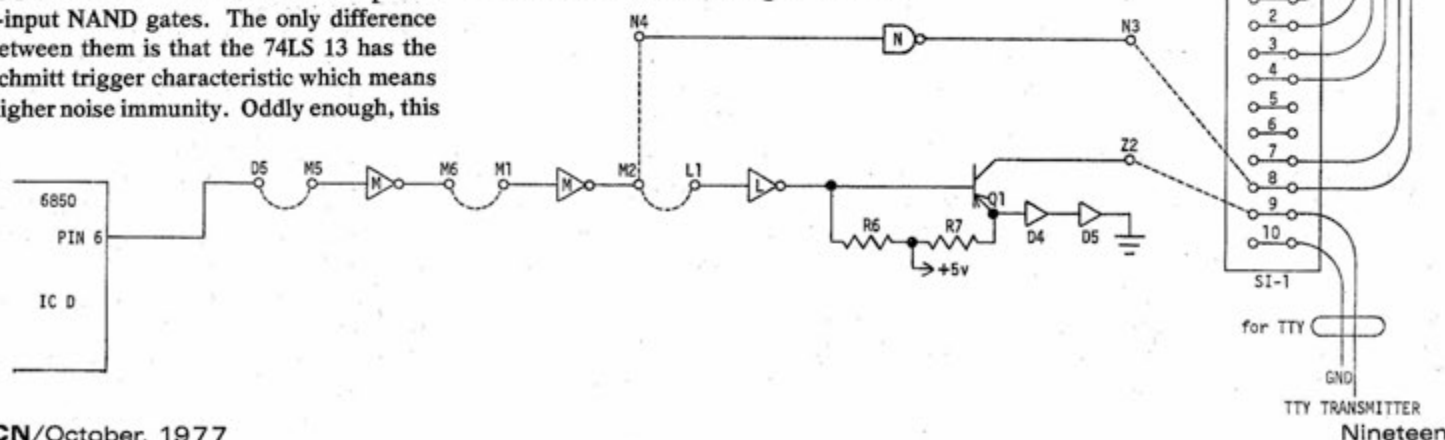 -input NAND gates. The only difference
etween them is that the 74LS 13 has the
chmitt trigger characteristic which means
igher noise immunity. Oddly enough, this
N4
N
N3
2
3
4
5
6
7
8
9
10
SI-1
6850
PIN 6
IC D
D5
M5
M
M6
M1
M
M2
L1
L
Q1
Z2
R6
R7
+5v
D4
D5
for TTY
GND
TTY TRANSMITTER
CN/October, 1977
Nineteen